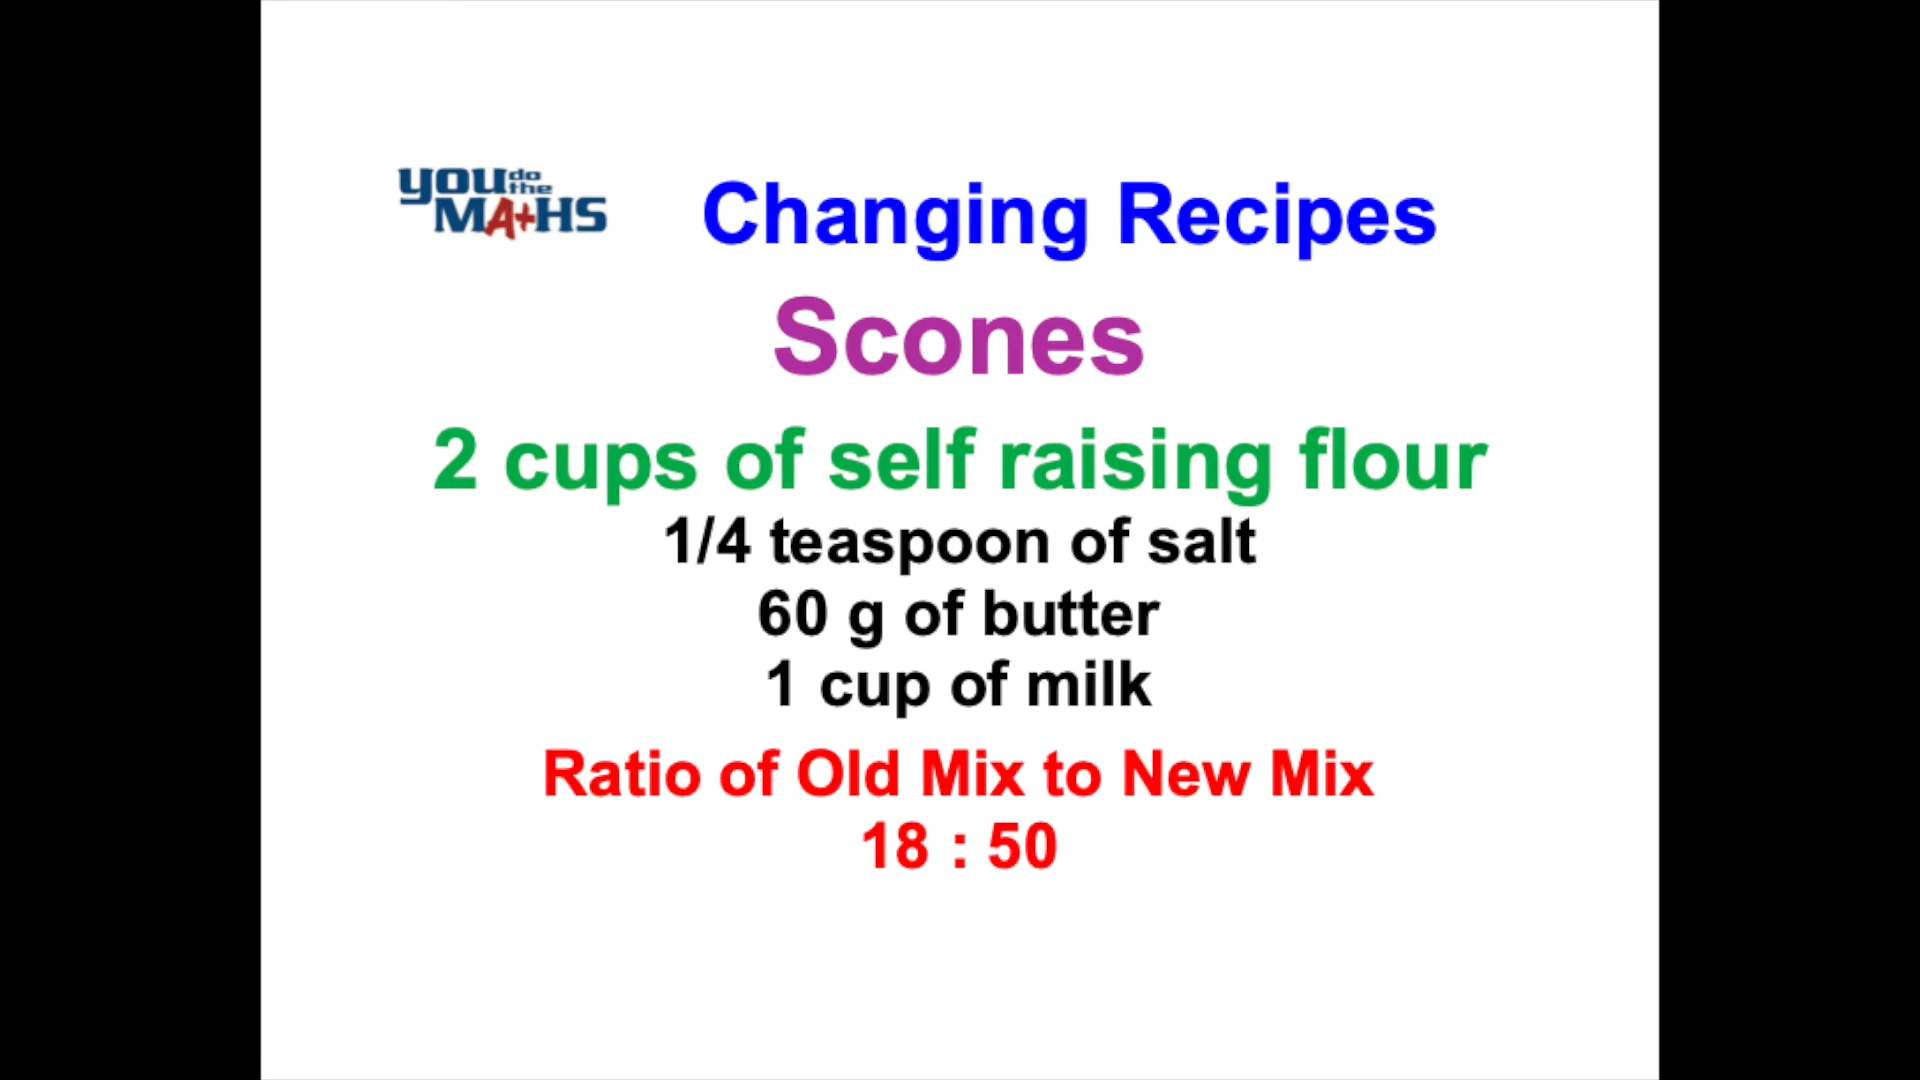 you do the MATHS
Changing Recipes
Scones
2 cups of self raising flour
1/4 teaspoon of salt
60 g of butter
1 cup of milk
Ratio of Old Mix to New Mix
18 : 50